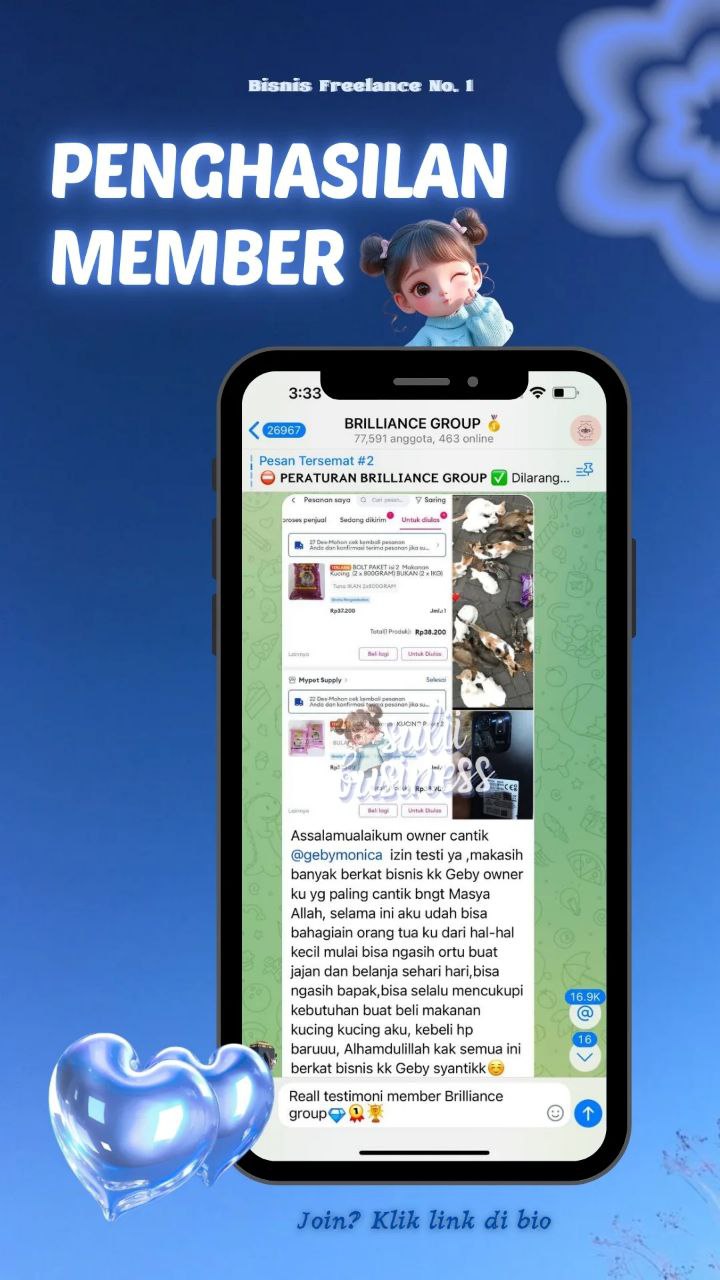 Bisnis Freelance No. 1
PENGHASILAN
MEMBER
3:33
26967
BRILLIANCE GROUP 🥇
77,591 anggota, 463 online
Pesan Tersemat #2
⛔ PERATURAN BRILLIANCE GROUP ✅ Dilarang...
Pesanan saya
Cari pesan...
Saring
proses penjual
Sedang dikirim
Untuk diulas
27 Des-Mohon cek kembali pesanan
Anda dan konfirmasi terima pesanan jika su...
BOLT PAKET isi 2 Makanan
Kucing (2 x 800GRAM) BUKAN (2 x 1KG)
Tuna IKAN 2x800GRAM
Rp37.200
Jml.:1
Total(1 Produk): Rp38.200
Lainnya
Beli lagi
Untuk Diulas
Mypet Supply
Selesai
22 Des-Mohon cek kembali pesanan
Anda dan konfirmasi terima pesanan jika su...
KUCING
sulli
business
Lainnya
Beli lagi
Untuk Diulas
Assalamualaikum owner cantik
@gebymonica izin testi ya ,makasih
banyak berkat bisnis kk Geby owner
ku yg paling cantik bngt Masya
Allah, selama ini aku udah bisa
bahagiain orang tua ku dari hal-hal
kecil mulai bisa ngasih ortu buat
jajan dan belanja sehari hari,bisa
ngasih bapak,bisa selalu mencukupi
kebutuhan buat beli makanan
kucing kucing aku, kebeli hp
baruuu, Alhamdulillah kak semua ini
berkat bisnis kk Geby syantikk☺️
16.9K
@
16
Reall testimoni member Brilliance
group💎🥇🏆
Join? Klik link di bio